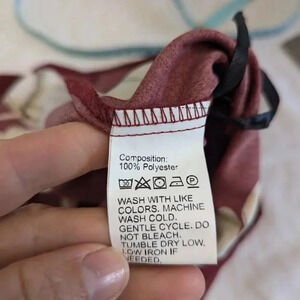 Composition:
100% Polyester
WASH WITH LIKE
COLORS. MACHINE
WASH COLD.
GENTLE CYCLE. DO
NOT BLEACH.
TUMBLE DRY LOW.
LOW IRON IF
NEEDED.